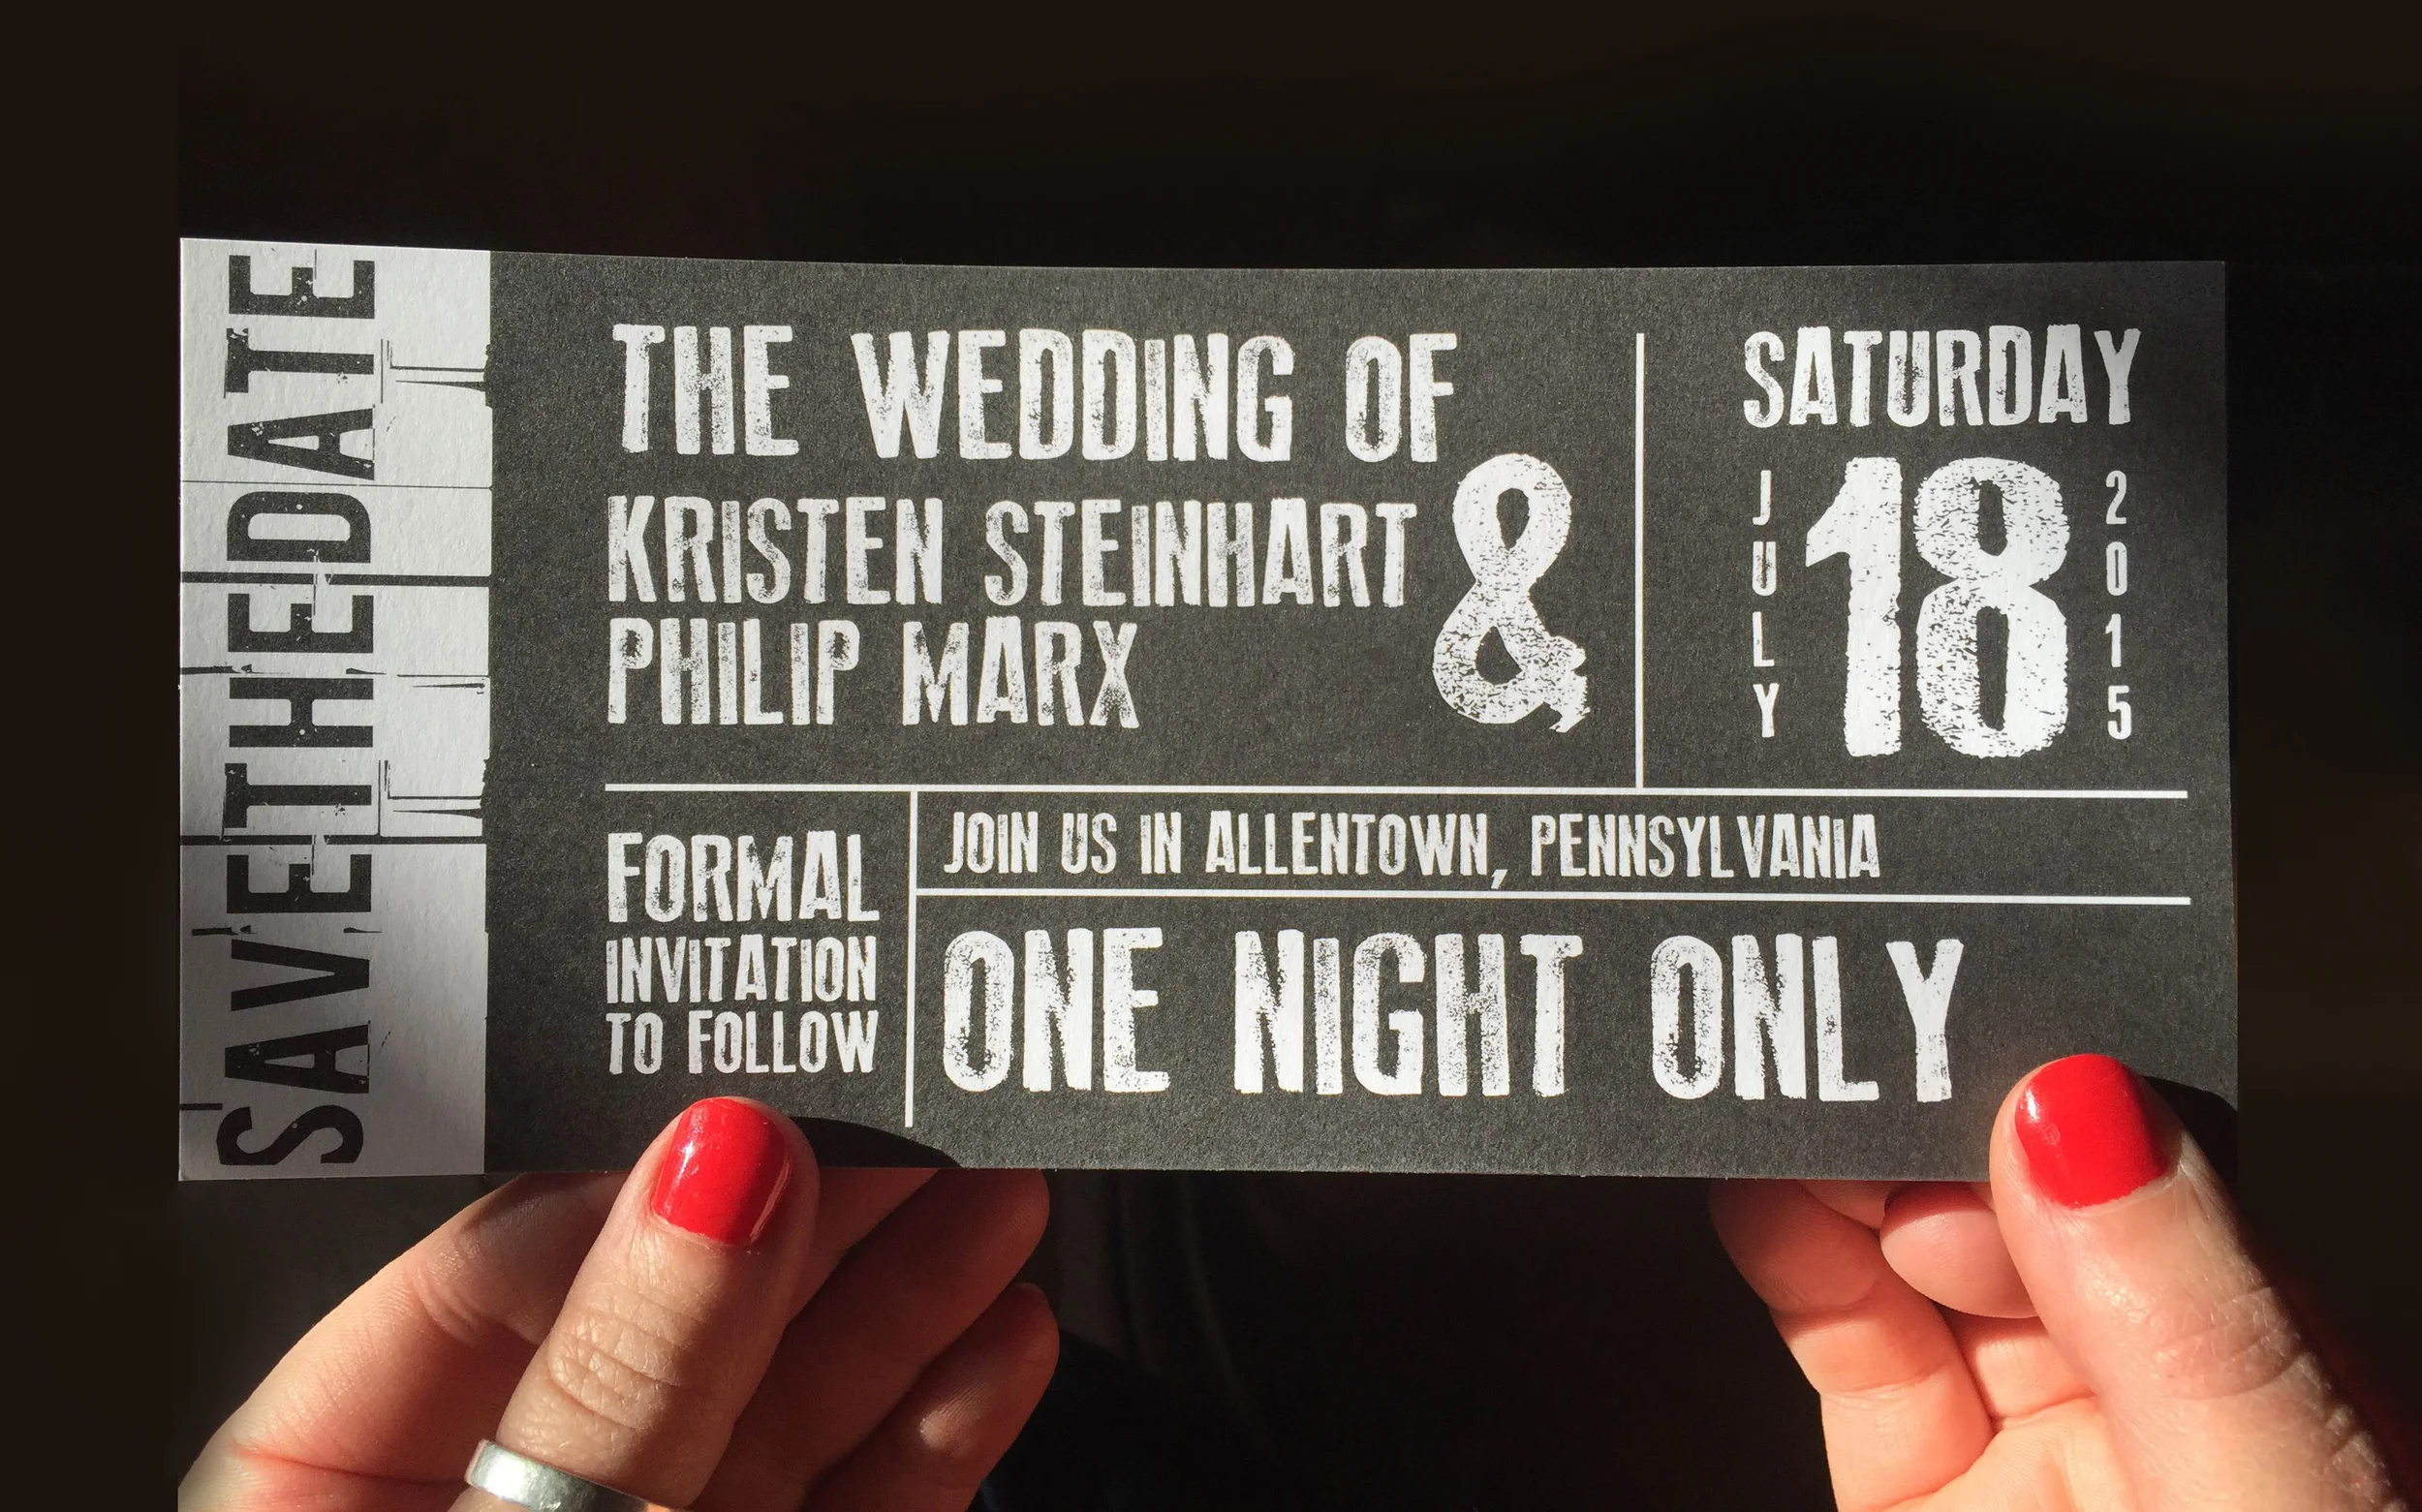 SAVE THE DATE
THE WEDDING OF
KRISTEN STEINHART &
PHILIP MARX
SATURDAY
JULY 18 2015
FORMAL
INVITATION
TO FOLLOW
JOIN US IN ALLENTOWN, PENNSYLVANIA
ONE NIGHT ONLY